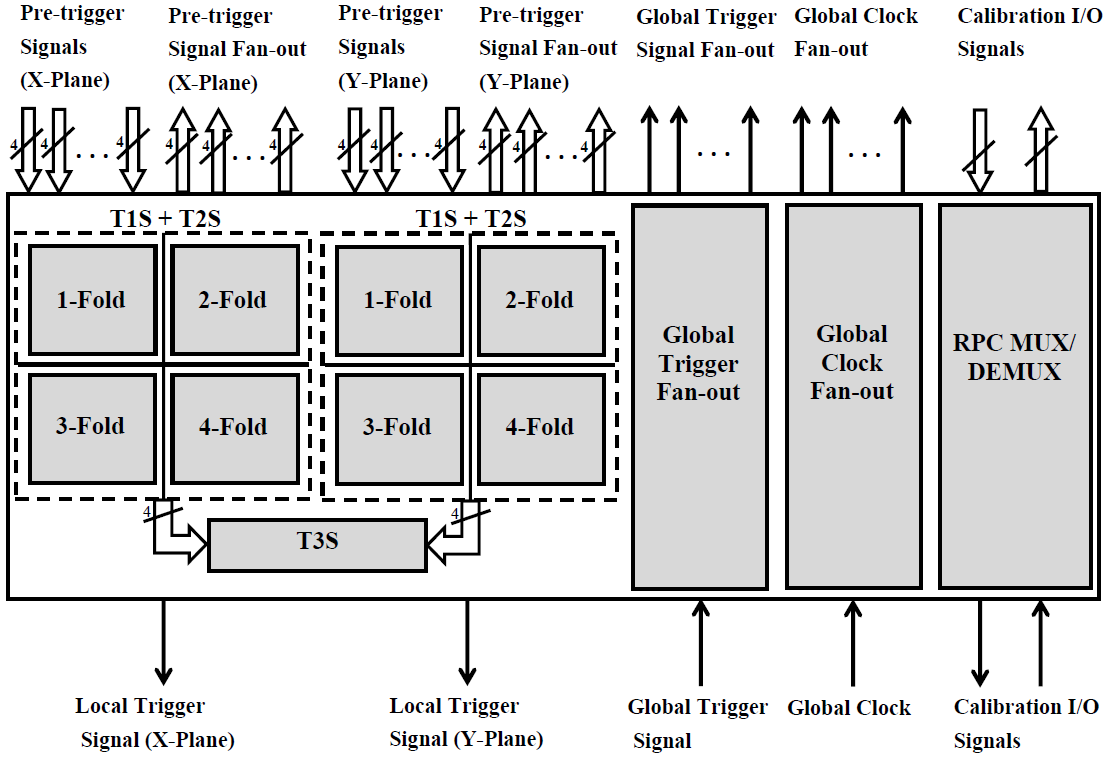 Pre-trigger
Signals
(X-Plane)
Pre-trigger
Signal Fan-out
(X-Plane)
Pre-trigger
Signals
(Y-Plane)
Pre-trigger
Signal Fan-out
(Y-Plane)
Global Trigger
Signal Fan-out
Global Clock
Fan-out
Calibration I/O
Signals
4 4 ... 4
4 4 ... 4
4 4 ... 4
4 4 ... 4
...
...
T1S + T2S
T1S + T2S
1-Fold
2-Fold
3-Fold
4-Fold
1-Fold
2-Fold
3-Fold
4-Fold
4
4
T3S
Global
Trigger
Fan-out
Global
Clock
Fan-out
RPC MUX/
DEMUX
Local Trigger
Signal (X-Plane)
Local Trigger
Signal (Y-Plane)
Global Trigger
Signal
Global Clock
Calibration I/O
Signals